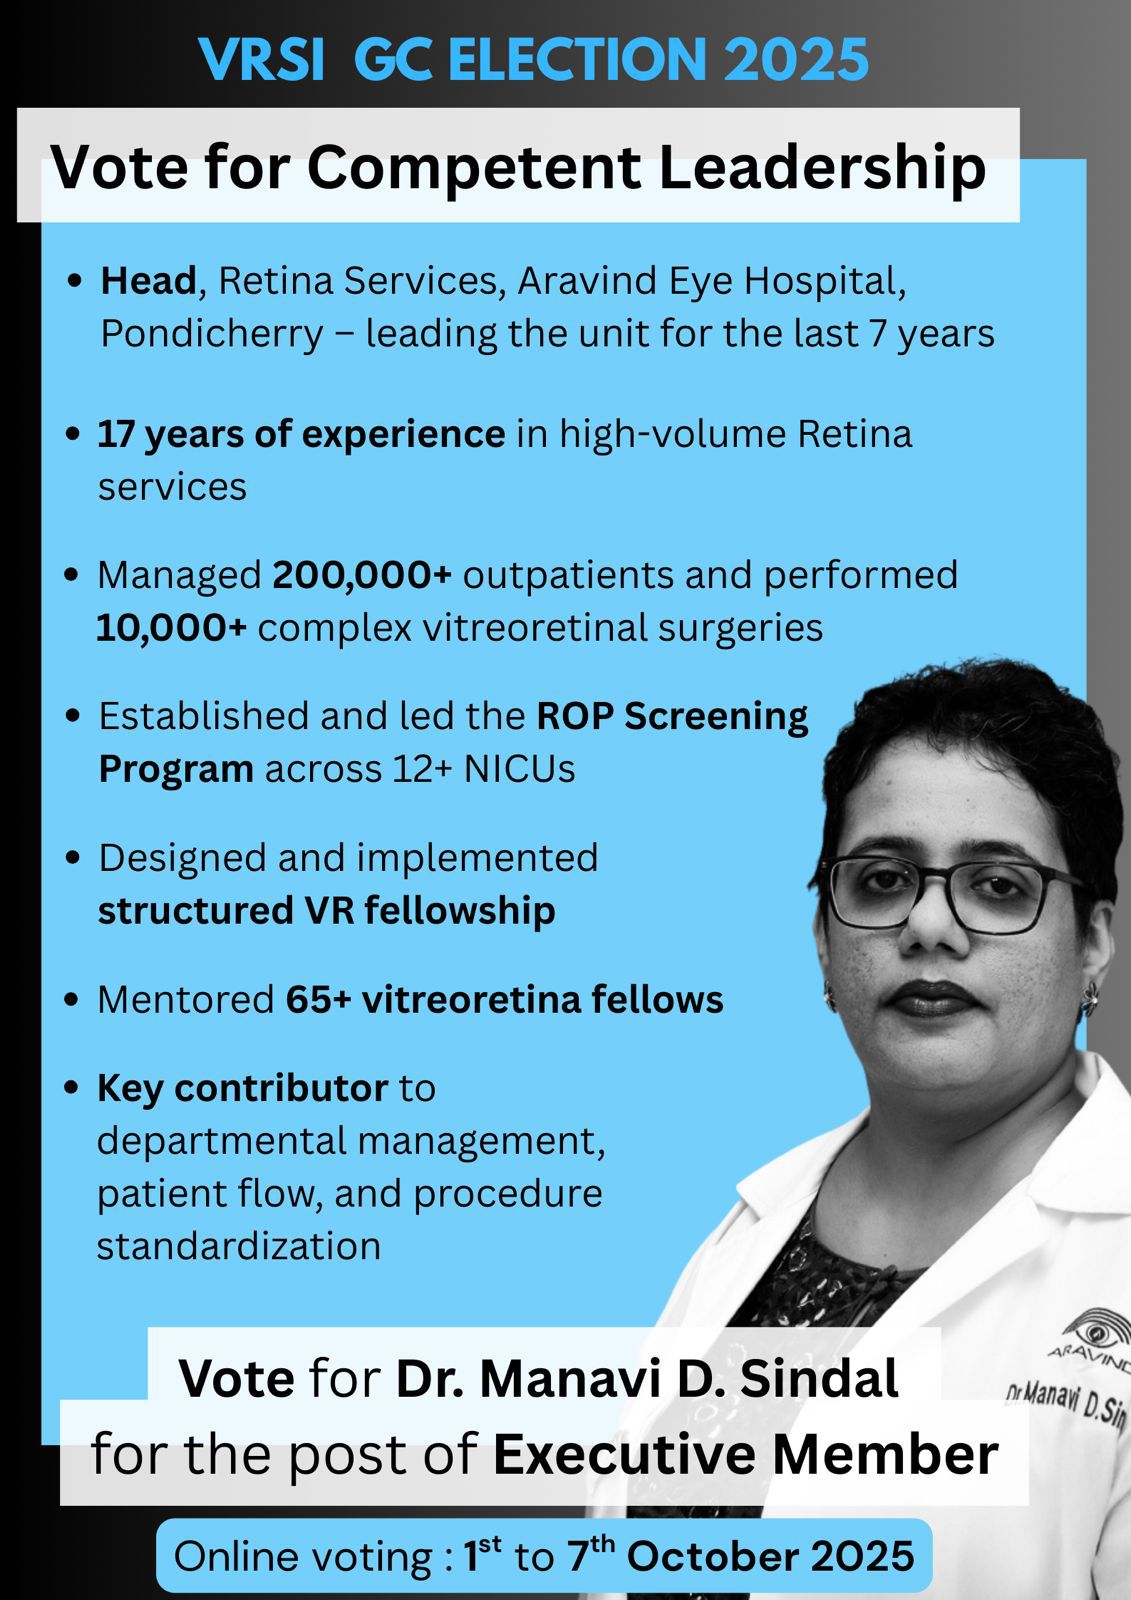 VRSI GC ELECTION 2025
Vote for Competent Leadership
• Head, Retina Services, Aravind Eye Hospital,
Pondicherry – leading the unit for the last 7 years
• 17 years of experience in high-volume Retina
services
• Managed 200,000+ outpatients and performed
10,000+ complex vitreoretinal surgeries
• Established and led the ROP Screening
Program across 12+ NICUs
• Designed and implemented
structured VR fellowship
• Mentored 65+ vitreoretina fellows
• Key contributor to
departmental management,
patient flow, and procedure
standardization
ARAVIND
Dr.Manavi D.Sin
Vote for Dr. Manavi D. Sindal
for the post of Executive Member
Online voting : 1st to 7th October 2025